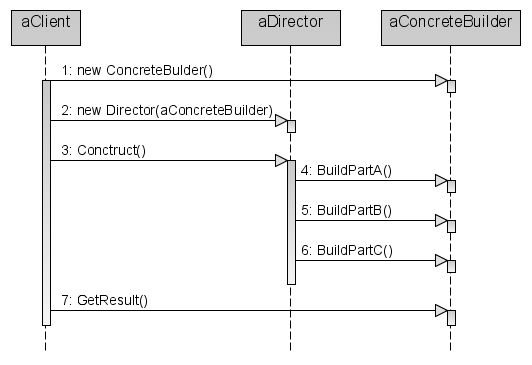 aClient
aDirector
aConcreteBuilder
1: new ConcreteBulder()
2: new Director(aConcreteBuilder)
3: Conctruct()
4: BuildPartA()
5: BuildPartB()
6: BuildPartC()
7: GetResult()